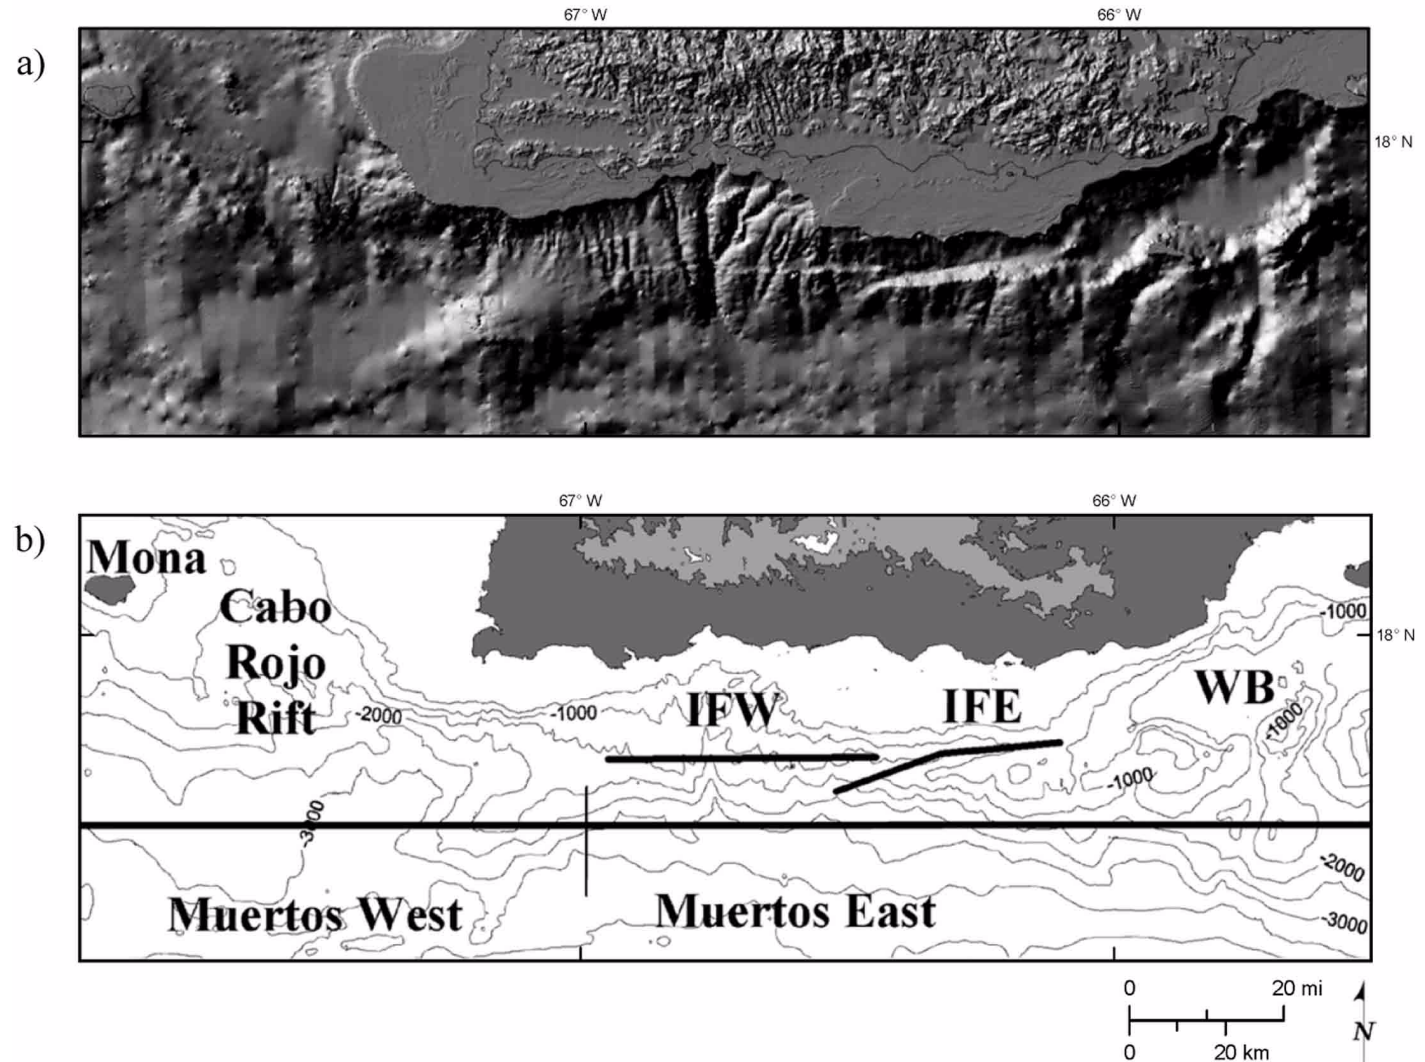 67° W
66° W
a)
18° N
67° W
66° W
b)
Mona
Cabo
Rojo
Rift
-1000
18° N
WB
IFW
IFE
-2000
-1000
-1000
-1000
-3000
-2000
Muertos West
Muertos East
-3000
0
20 mi
N
0
20 km